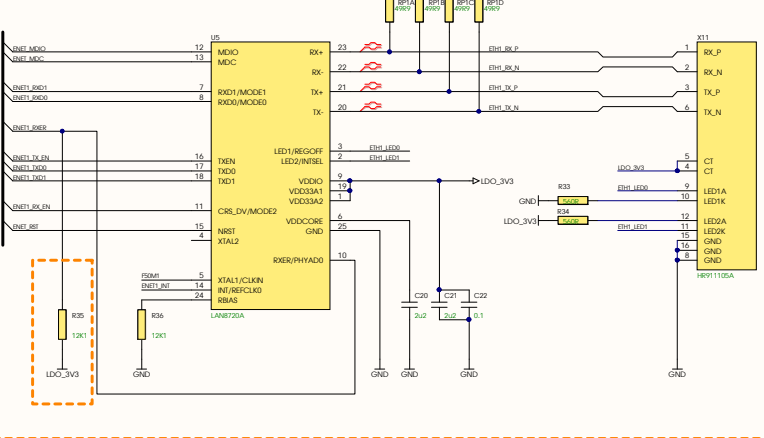 RP1A RP1B RP1C RP1D
49R9 49R9 49R9 49R9
U5
X11
ENET_MDIO 12 MDIO RX+ 23 ETH1_RX_P 1 RX_P
ENET_MDC 13 MDC
RX- 22 ETH1_RX_N 2 RX_N
ENET1_RXD1 7 RXD1/MODE1 TX+ 21 ETH1_TX_P 3 TX_P
ENET1_RXD0 8 RXD0/MODE0
TX- 20 ETH1_TX_N 6 TX_N
ENET1_RXER
LED1/REGOFF 3 ETH1_LED0
LED2/INTSEL 2 ETH1_LED1
ENET1_TX_EN 16 TXEN
5 CT
ENET1_TXD0 17 TXD0
LDO_3V3 4 CT
ENET1_TXD1 18 TXD1
VDDIO 9 LDO_3V3
VDD33A1 19
VDD33A2 1
R33
ETH1_LED0 9 LED1A
GND 560R 10 LED1K
ENET1_RX_EN 11 CRS_DV/MODE2
R34
VDDCORE 6
LDO_3V3 560R 12 LED2A
ENET_RST 15 NRST
GND 25
ETH1_LED1 11 LED2K
4 XTAL2
15 GND
16 GND
RXER/PHYAD0 10
8 GND
HR911105A
F50M1 5 XTAL1/CLKIN
ENET1_INT 14 INT/REFCLK0
24 RBIAS
LAN8720A
C20 C21 C22
2u2 2u2 0.1
R35 R36
12K1 12K1
LDO_3V3 GND GND GND GND GND